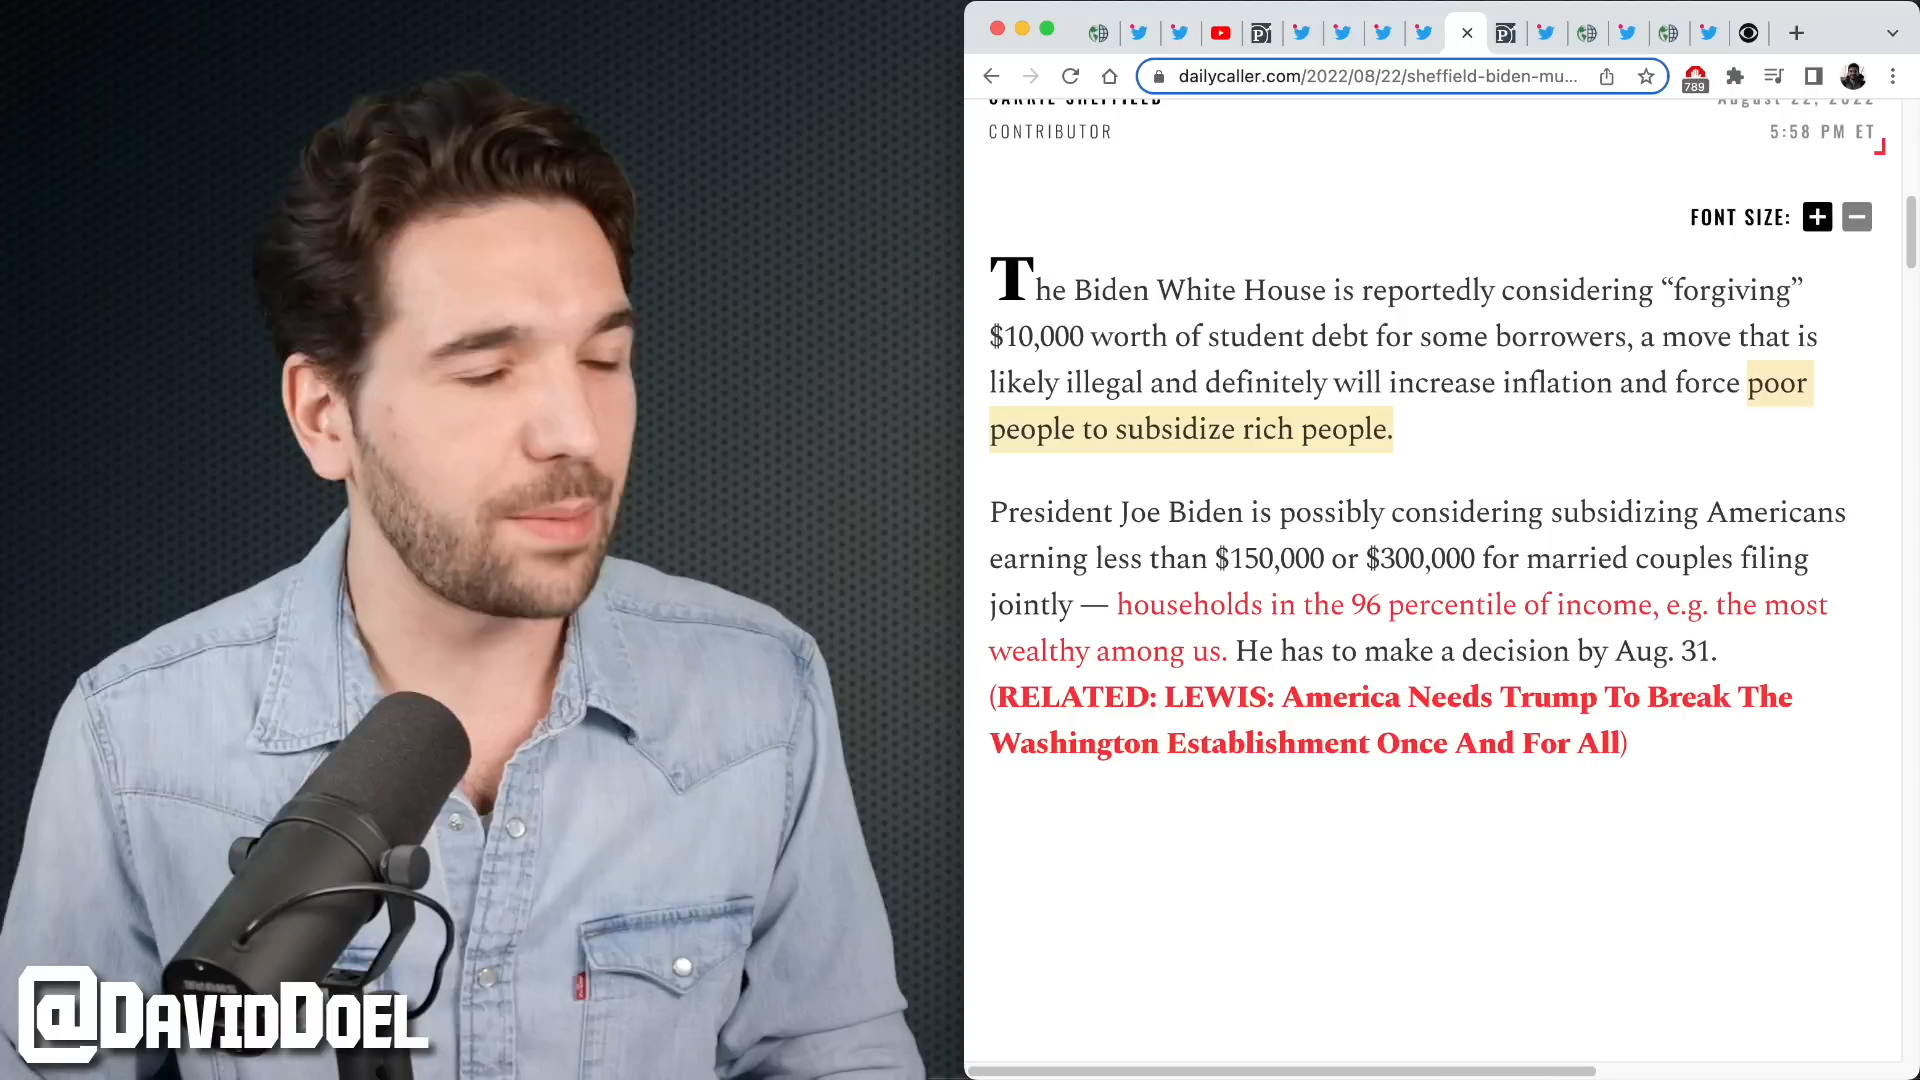 789
dailycaller.com/2022/08/22/sheffield-biden-mu...
CARRIE SHEFFIELD
August 22, 2022
CONTRIBUTOR
5:58 PM ET
FONT SIZE: + −
The Biden White House is reportedly considering “forgiving”
$10,000 worth of student debt for some borrowers, a move that is
likely illegal and definitely will increase inflation and force poor
people to subsidize rich people.
President Joe Biden is possibly considering subsidizing Americans
earning less than $150,000 or $300,000 for married couples filing
jointly — households in the 96 percentile of income, e.g. the most
wealthy among us. He has to make a decision by Aug. 31.
(RELATED: LEWIS: America Needs Trump To Break The
Washington Establishment Once And For All)
@DAVIDDOEL